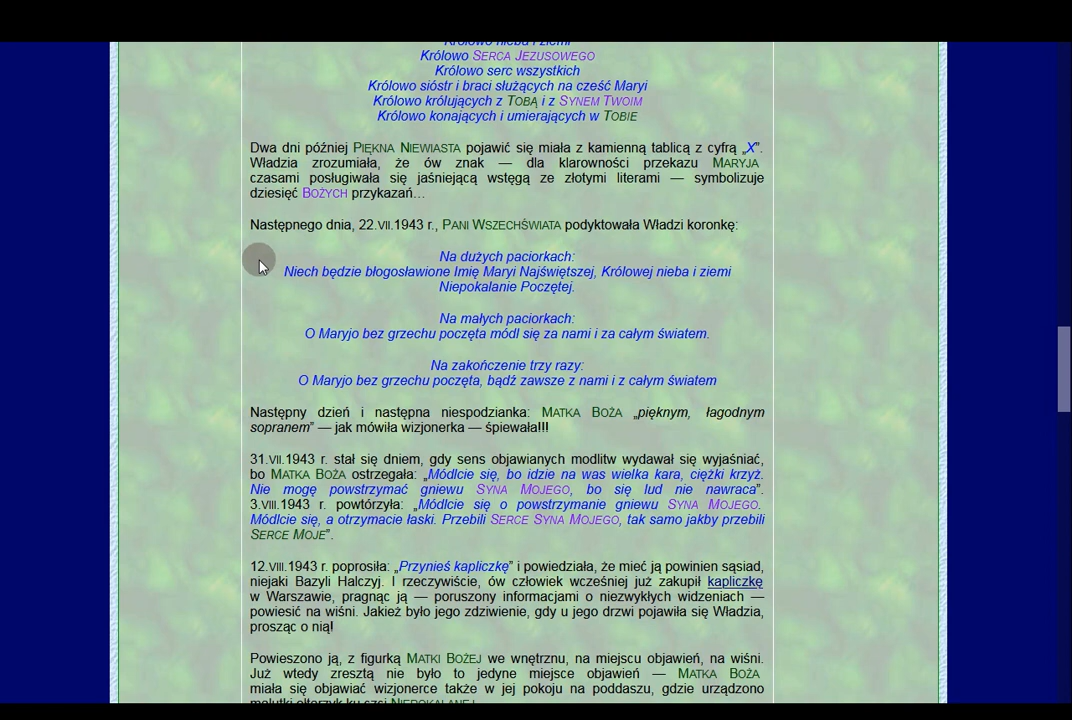 Królowo nieba i ziemi
Królowo SERCA JEZUSOWEGO
Królowo serc wszystkich
Królowo sióstr i braci służących na cześć Maryi
Królowo królujących z TOBĄ i z SYNEM TWOIM
Królowo konających i umierających w TOBIE
Dwa dni później PIĘKNA NIEWIASTA pojawić się miała z kamienną tablicą z cyfrą „X”.
Władzia zrozumiała, że ów znak — dla klarowności przekazu MARYJA
czasami posługiwała się jaśniejącą wstęgą ze złotymi literami — symbolizuje
dziesięć BOŻYCH przykazań…
Następnego dnia, 22.VII.1943 r., PANI WSZECHŚWIATA podyktowała Władzi koronkę:
Na dużych paciorkach:
Niech będzie błogosławione Imię Maryi Najświętszej, Królowej nieba i ziemi
Niepokalanie Poczętej.
Na małych paciorkach:
O Maryjo bez grzechu poczęta módl się za nami i za całym światem.
Na zakończenie trzy razy:
O Maryjo bez grzechu poczęta, bądź zawsze z nami i z całym światem
Następny dzień i następna niespodzianka: MATKA BOŻA „pięknym, łagodnym
sopranem” — jak mówiła wizjonerka — śpiewała!!!
31.VII.1943 r. stał się dniem, gdy sens objawianych modlitw wydawał się wyjaśniać,
bo MATKA BOŻA ostrzegała: „Módlcie się, bo idzie na was wielka kara, ciężki krzyż.
Nie mogę powstrzymać gniewu SYNA MOJEGO, bo się lud nie nawraca”.
3.VIII.1943 r. powtórzyła: „Módlcie się o powstrzymanie gniewu SYNA MOJEGO.
Módlcie się, a otrzymacie łaski. Przebili SERCE SYNA MOJEGO, tak samo jakby przebili
SERCE MOJE”.
12.VIII.1943 r. poprosiła: „Przynieś kapliczkę” i powiedziała, że mieć ją powinien sąsiad,
niejaki Bazyli Halczyj. I rzeczywiście, ów człowiek wcześniej już zakupił kapliczkę
w Warszawie, pragnąc ją — poruszony informacjami o niezwykłych widzeniach —
powiesić na wiśni. Jakież było jego zdziwienie, gdy u jego drzwi pojawiła się Władzia,
prosząc o nią!
Powieszono ją, z figurką MATKI BOŻEJ we wnętrznu, na miejscu objawień, na wiśni.
Już wtedy zresztą nie było to jedyne miejsce objawień — MATKA BOŻA
miała się objawiać wizjonerce także w jej pokoju na poddaszu, gdzie urządzono
malutki ołtarzyk ku czci NIEPOKALANEJ